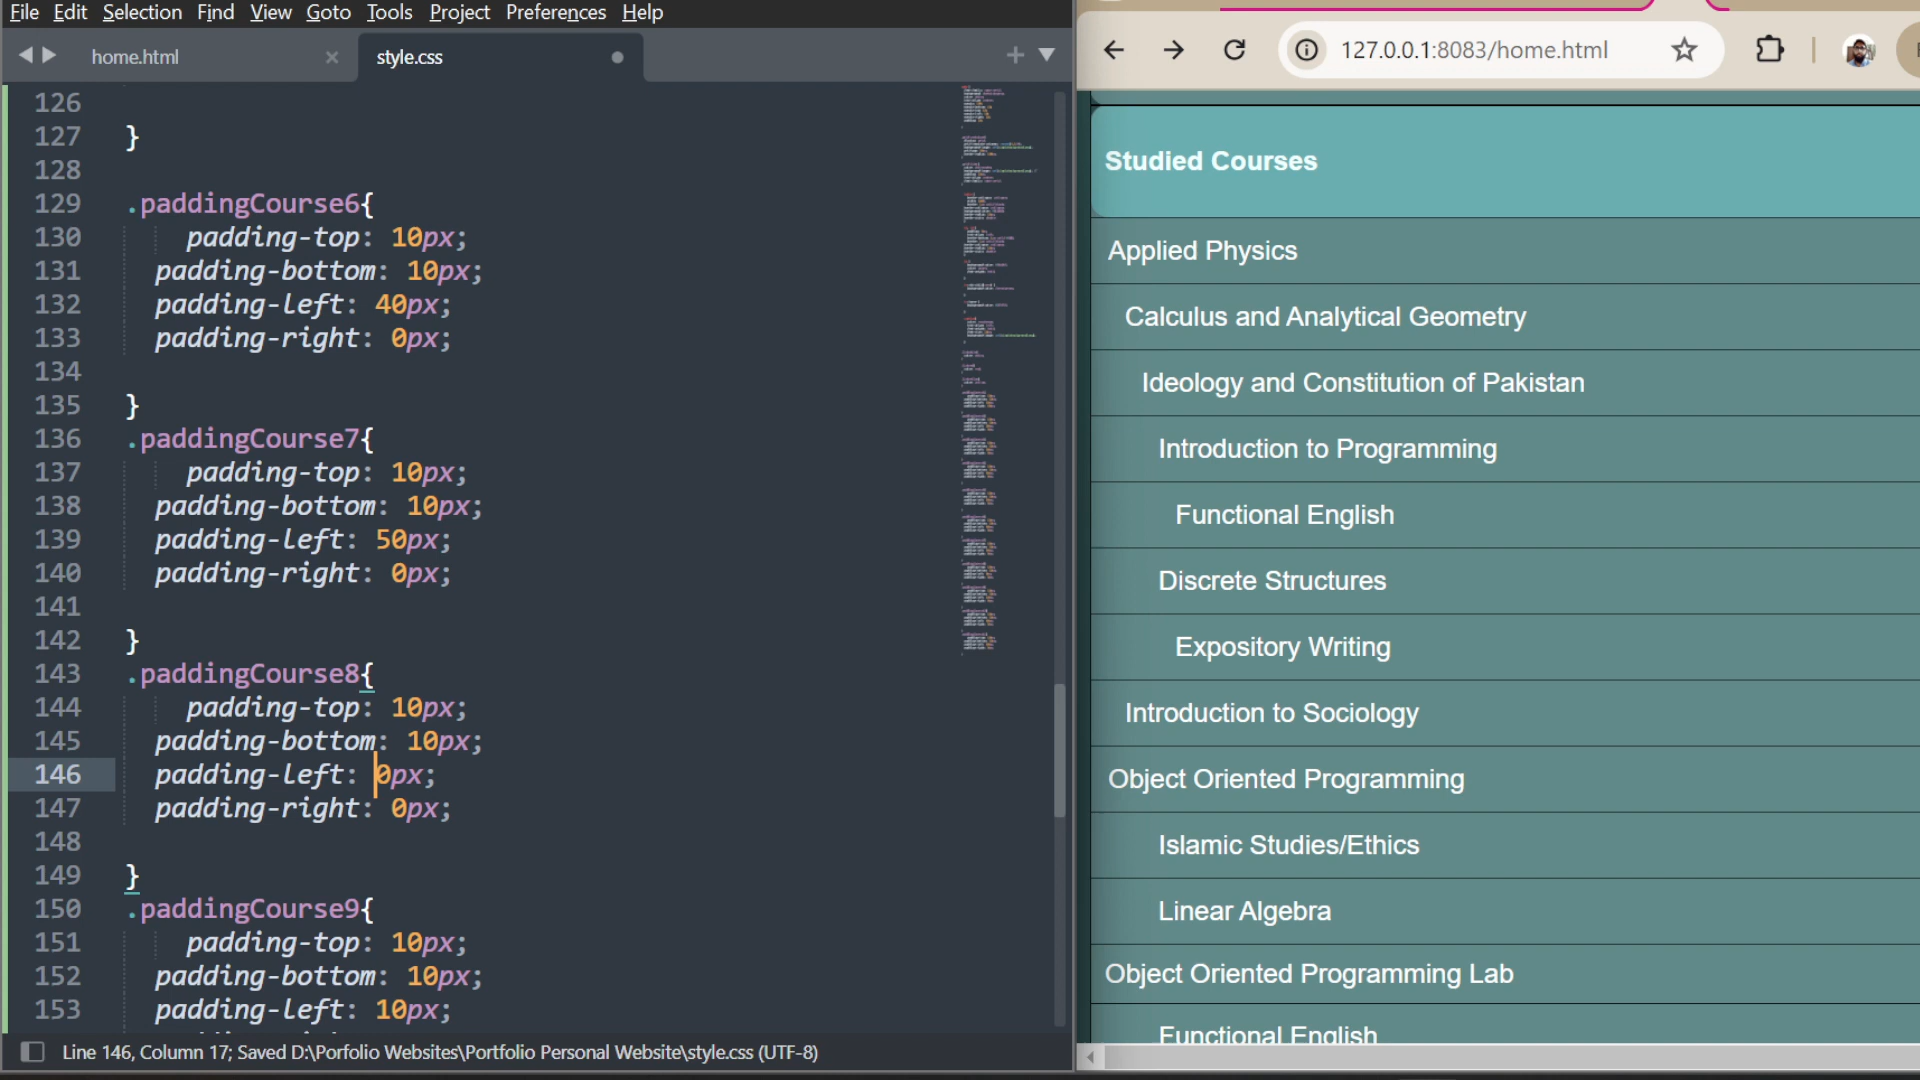 File Edit Selection Find View Goto Tools Project Preferences Help
home.html × style.css
127.0.0.1:8083/home.html
126
127 }
128
129 .paddingCourse6{
130 padding-top: 10px;
131 padding-bottom: 10px;
132 padding-left: 40px;
133 padding-right: 0px;
134
135 }
136 .paddingCourse7{
137 padding-top: 10px;
138 padding-bottom: 10px;
139 padding-left: 50px;
140 padding-right: 0px;
141
142 }
143 .paddingCourse8{
144 padding-top: 10px;
145 padding-bottom: 10px;
146 padding-left: 0px;
147 padding-right: 0px;
148
149 }
150 .paddingCourse9{
151 padding-top: 10px;
152 padding-bottom: 10px;
153 padding-left: 10px;
Line 146, Column 17; Saved D:\Porfolio Websites\Portfolio Personal Website\style.css (UTF-8)
Studied Courses
Applied Physics
Calculus and Analytical Geometry
Ideology and Constitution of Pakistan
Introduction to Programming
Functional English
Discrete Structures
Expository Writing
Introduction to Sociology
Object Oriented Programming
Islamic Studies/Ethics
Linear Algebra
Object Oriented Programming Lab
Functional English